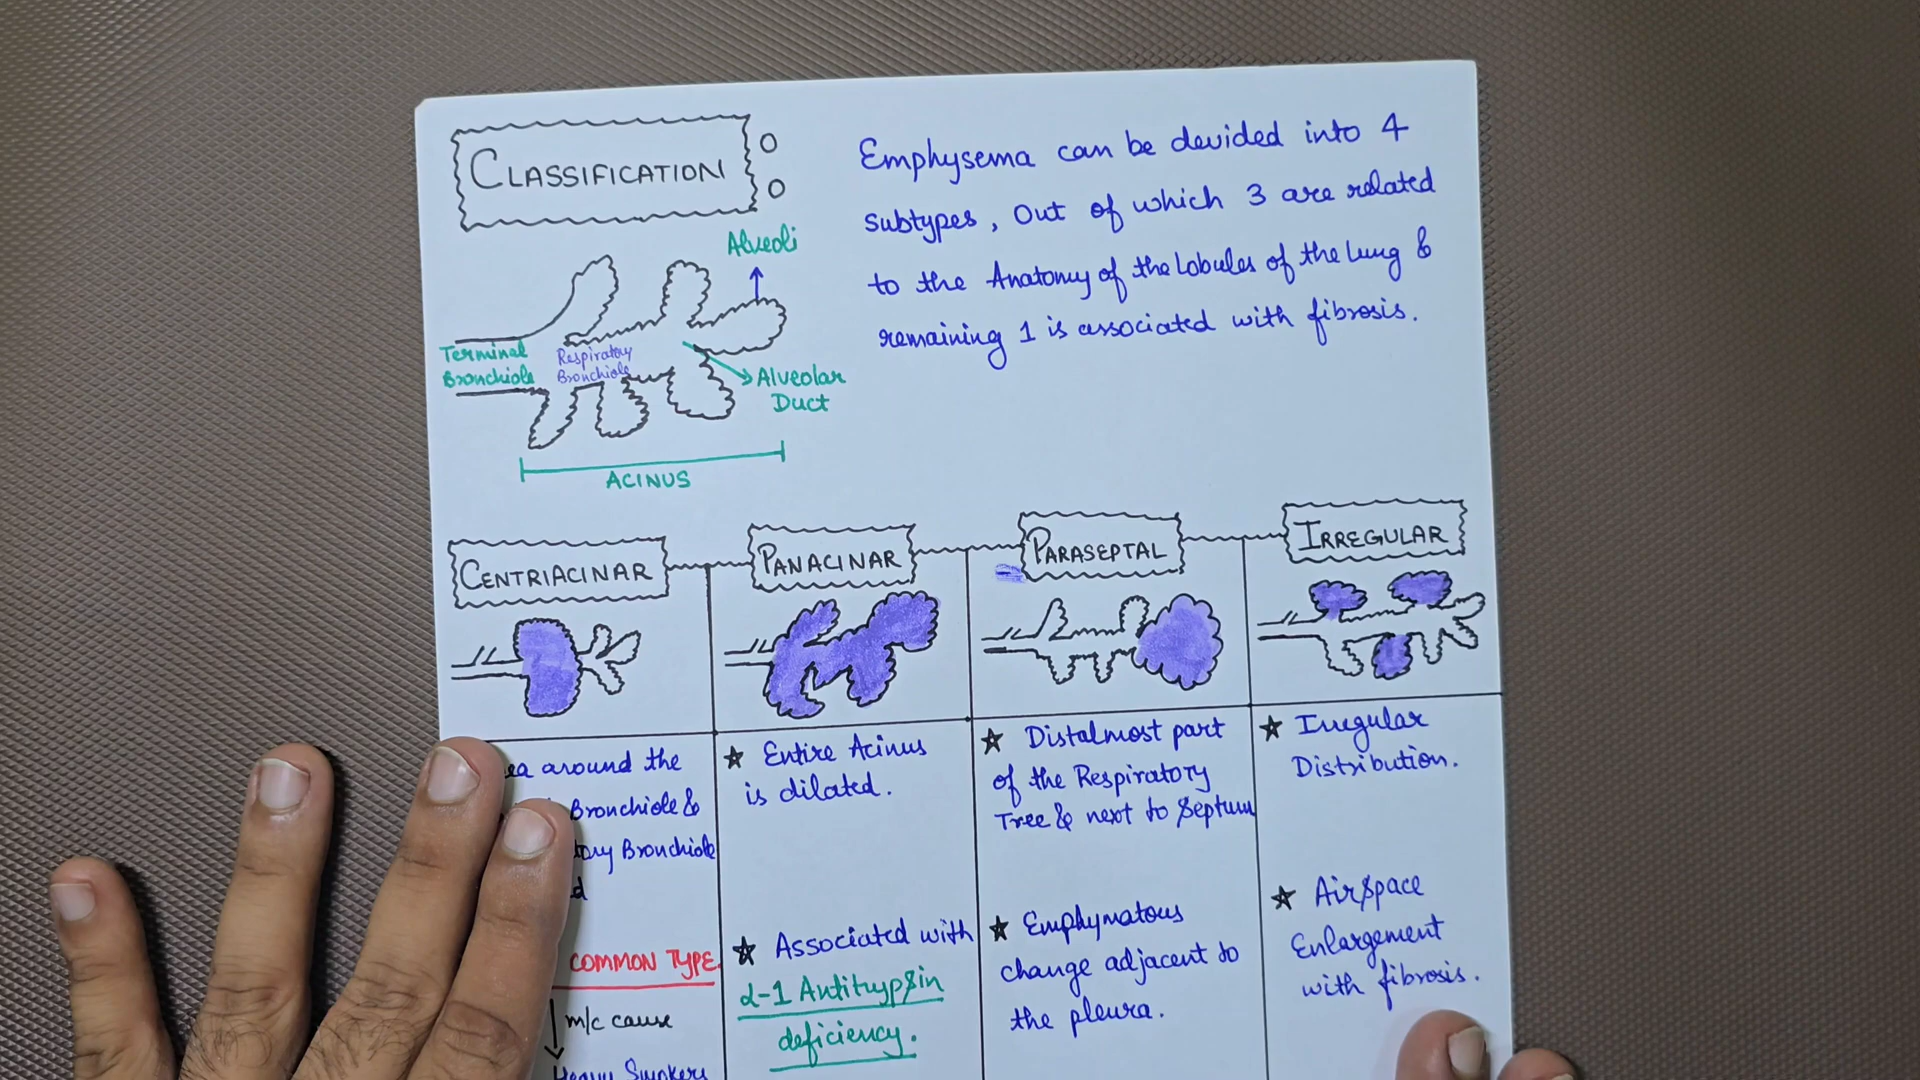 CLASSIFICATION
Emphysema can be devided into 4
subtypes, Out of which 3 are related
to the Anatomy of the Lobules of the Lung &
remaining 1 is associated with fibrosis.
Alveoli
Terminal
Bronchiole
Respiratory
Bronchiole
Alveolar
Duct
ACINUS
CENTRIACINAR
around the
Bronchiole &
Bronchiole
COMMON TYPE
m/c cause
Heavy Smokers
PANACINAR
Entire Acinus
is dilated.
Associated with
α-1 Antitrypsin
deficiency.
PARASEPTAL
Distalmost part
of the Respiratory
Tree & next to Septum
Emphymatous
change adjacent to
the pleura.
IRREGULAR
Irregular
Distribution.
Airspace
Enlargement
with fibrosis.